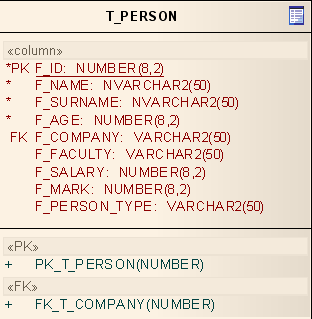 T_PERSON
«column»
*PK F_ID: NUMBER(8,2)
* F_NAME: NVARCHAR2(50)
* F_SURNAME: NVARCHAR2(50)
* F_AGE: NUMBER(8,2)
FK F_COMPANY: VARCHAR2(50)
F_FACULTY: VARCHAR2(50)
F_SALARY: NUMBER(8,2)
F_MARK: NUMBER(8,2)
F_PERSON_TYPE: VARCHAR2(50)
«PK»
+ PK_T_PERSON(NUMBER)
«FK»
+ FK_T_COMPANY(NUMBER)